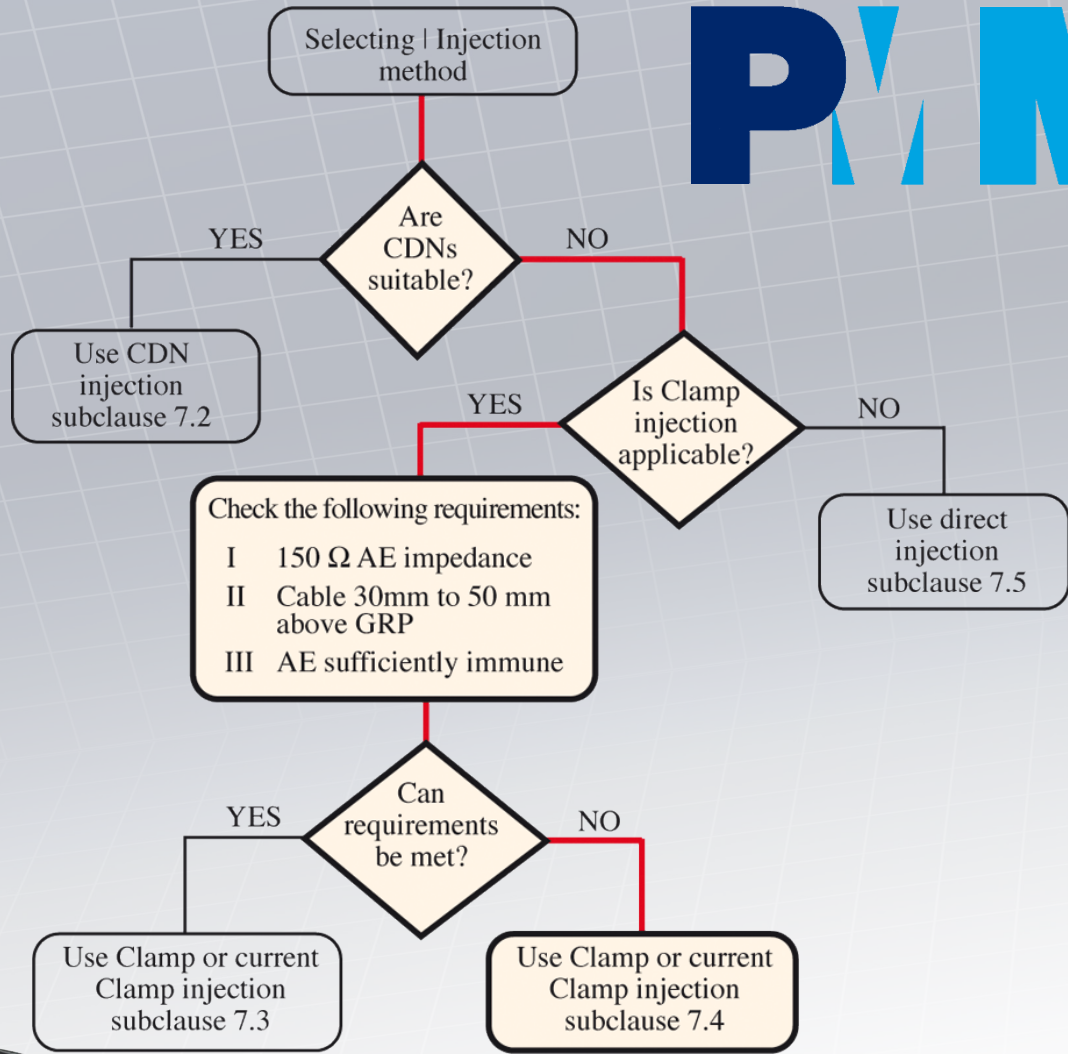 Selecting | Injection
method
PMM
Are
CDNs
suitable?
YES
NO
Use CDN
injection
subclause 7.2
Is Clamp
injection
applicable?
YES
NO
Check the following requirements:
I 150 Ω AE impedance
II Cable 30mm to 50 mm
above GRP
III AE sufficiently immune
Use direct
injection
subclause 7.5
Can
requirements
be met?
YES
NO
Use Clamp or current
Clamp injection
subclause 7.3
Use Clamp or current
Clamp injection
subclause 7.4